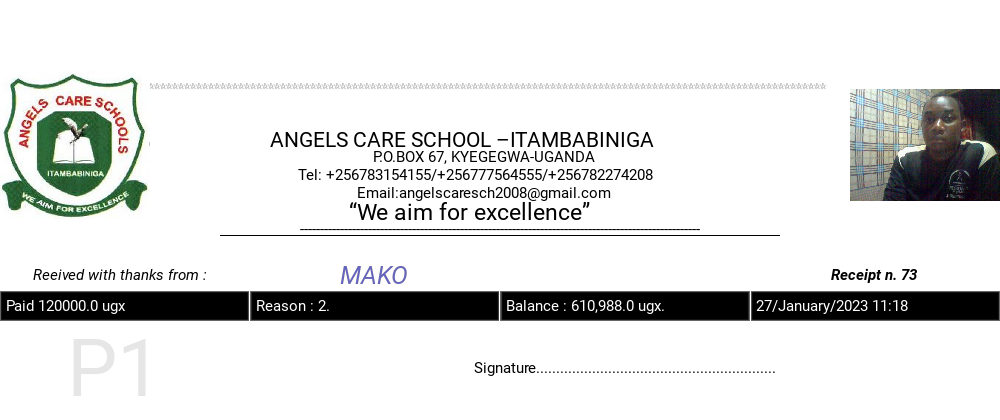 ANGELS CARE SCHOOLS
ITAMBABINIGA
WE AIM FOR EXCELLENCE
ANGELS CARE SCHOOL –ITAMBABINIGA
P.O.BOX 67, KYEGEGWA-UGANDA
Tel: +256783154155/+256777564555/+256782274208
Email:angelscaresch2008@gmail.com
“We aim for excellence”
Reeived with thanks from : MAKO Receipt n. 73
Paid 120000.0 ugx Reason : 2. Balance : 610,988.0 ugx. 27/January/2023 11:18
P1
Signature............................................................